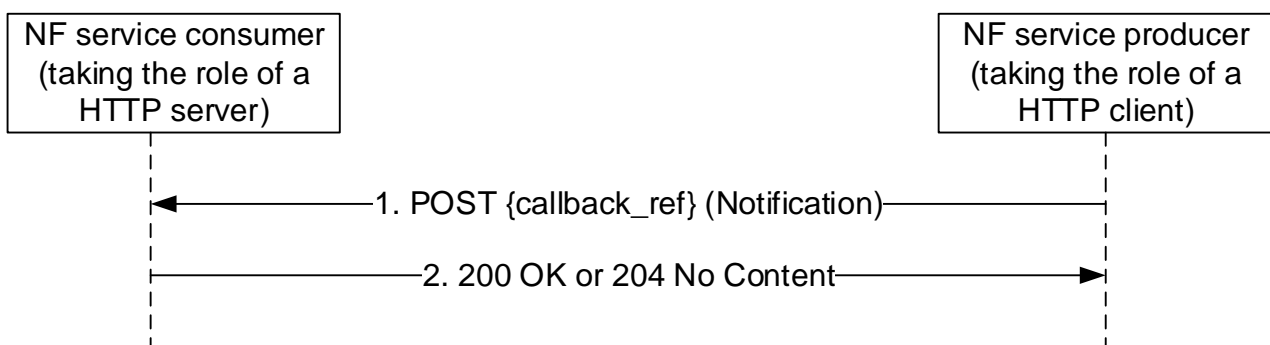 NF service consumer
(taking the role of a
HTTP server)
NF service producer
(taking the role of a
HTTP client)
1. POST {callback_ref} (Notification)
2. 200 OK or 204 No Content